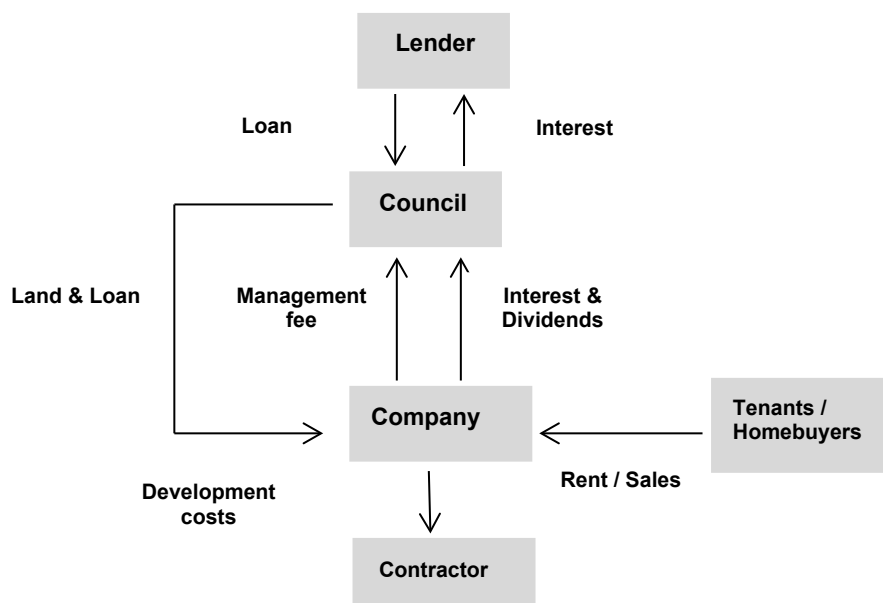 Lender
Loan
Interest
Council
Land & Loan
Management
fee
Interest &
Dividends
Company
Tenants /
Homebuyers
Rent / Sales
Development
costs
Contractor